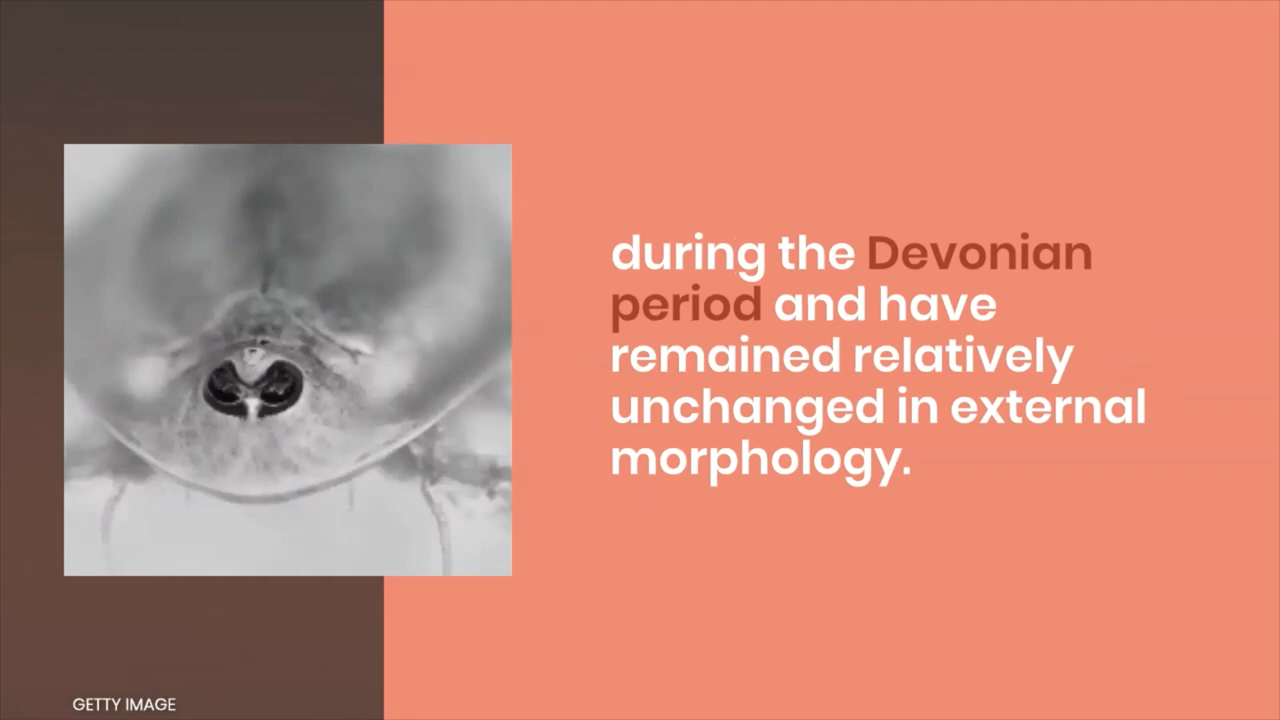 during the Devonian
period and have
remained relatively
unchanged in external
morphology.
GETTY IMAGE